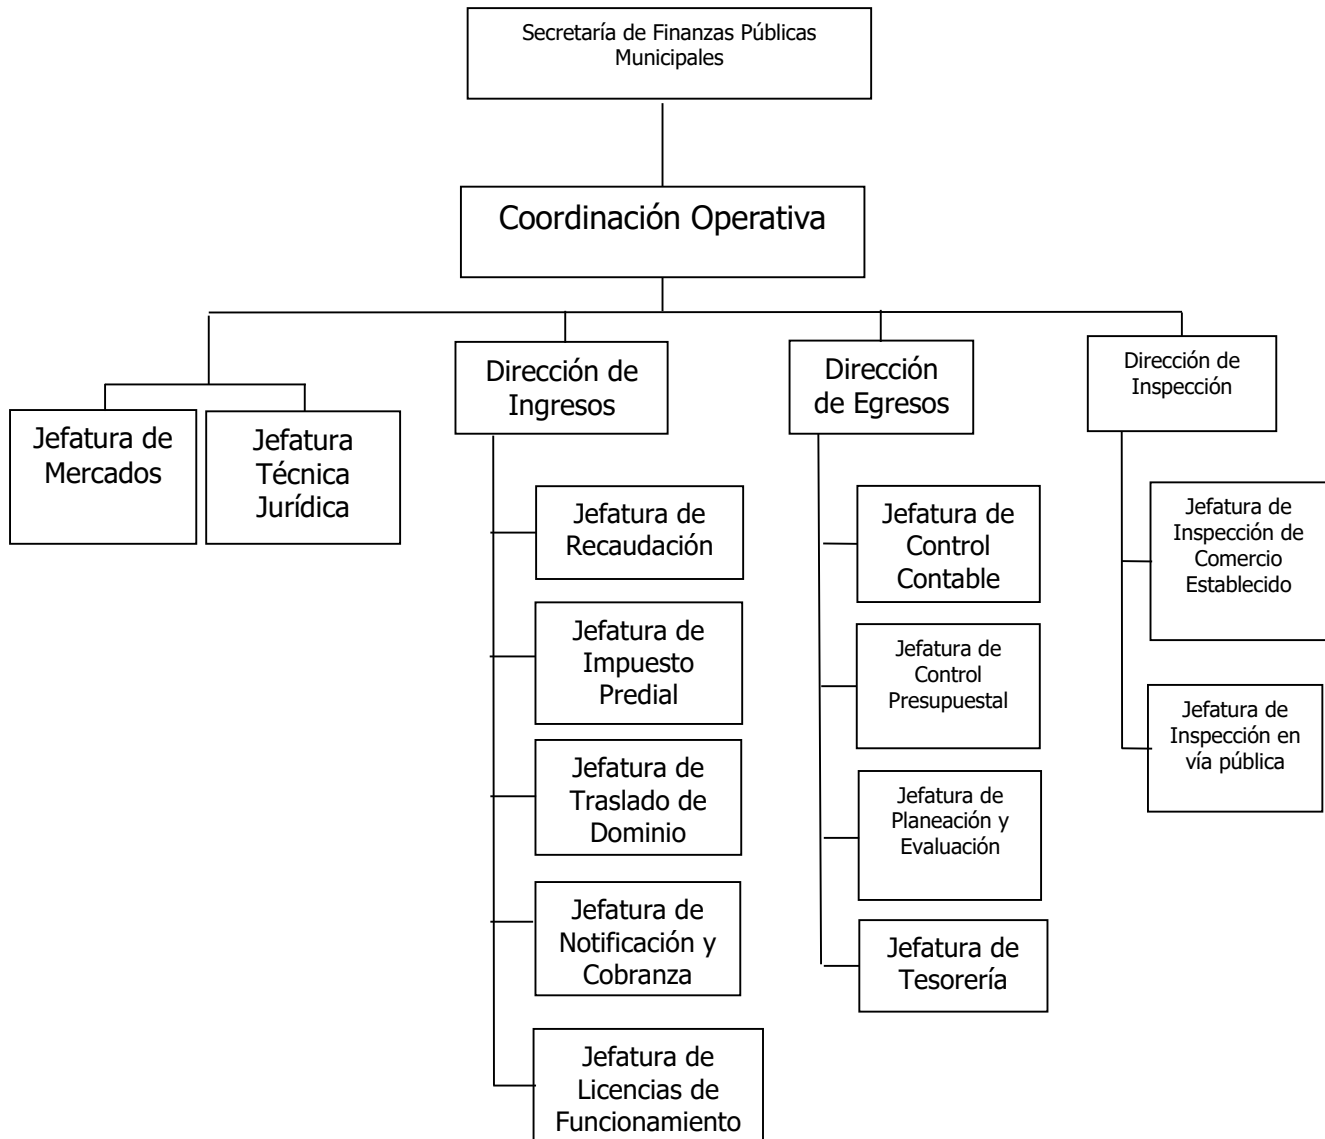 Secretaría de Finanzas Públicas
Municipales
Coordinación Operativa
Jefatura de
Mercados
Jefatura
Técnica
Jurídica
Dirección de
Ingresos
Jefatura de
Recaudación
Jefatura de
Impuesto
Predial
Jefatura de
Traslado de
Dominio
Jefatura de
Notificación y
Cobranza
Jefatura de
Licencias de
Funcionamiento
Dirección
de Egresos
Jefatura de
Control
Contable
Jefatura de
Control
Presupuestal
Jefatura de
Planeación y
Evaluación
Jefatura de
Tesorería
Dirección de
Inspección
Jefatura de
Inspección de
Comercio
Establecido
Jefatura de
Inspección en
vía pública